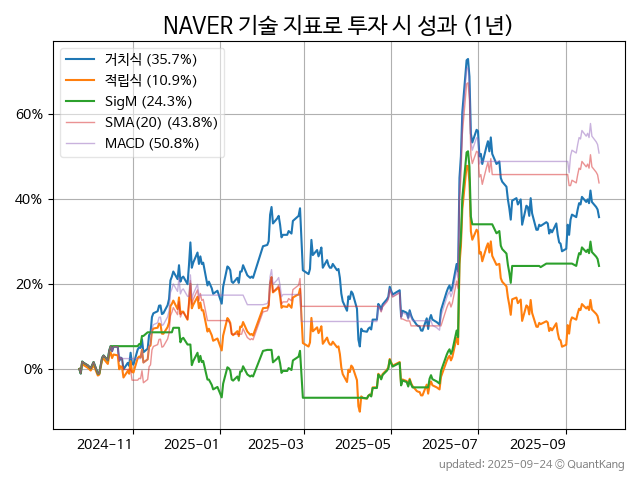 NAVER 기술 지표로 투자 시 성과 (1년)
거치식 (35.7%)
적립식 (10.9%)
SigM (24.3%)
SMA(20) (43.8%)
MACD (50.8%)
60%
40%
20%
0%
2024-11 2025-01 2025-03 2025-05 2025-07 2025-09
updated: 2025-09-24 © QuantKang